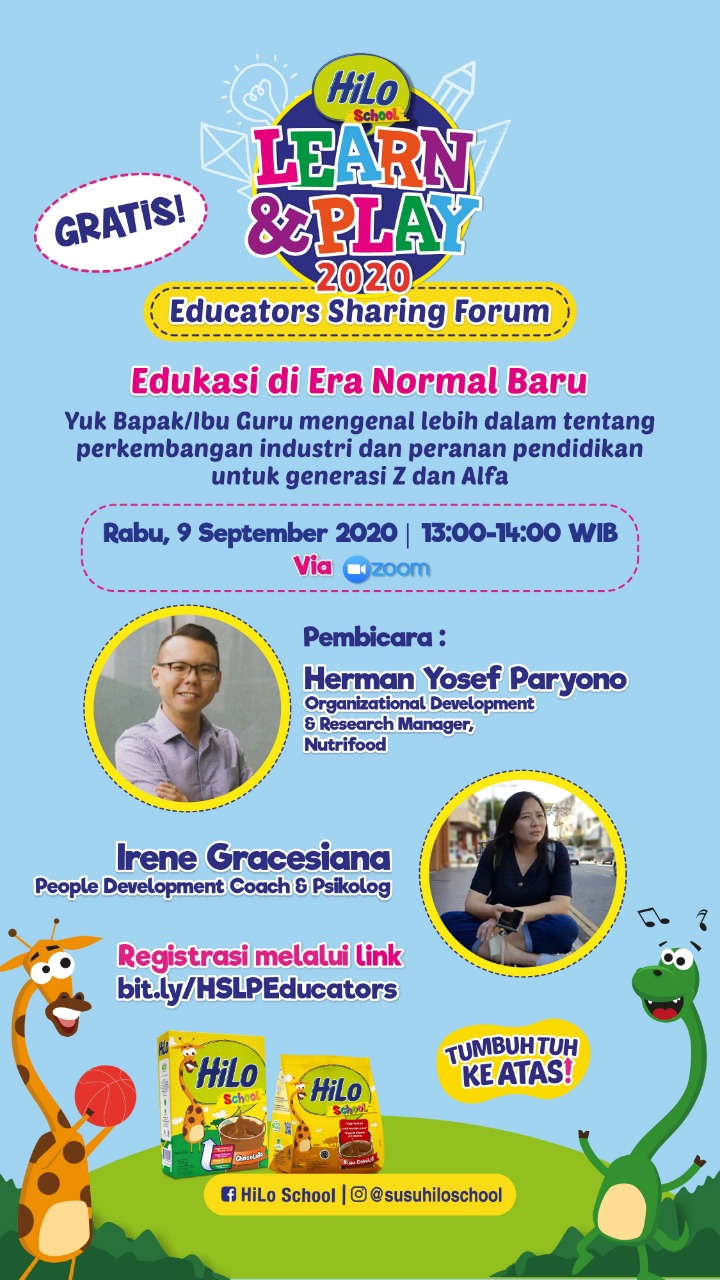 HiLo
School
LEARN
& PLAY
2020
GRATIS!
Educators Sharing Forum
Edukasi di Era Normal Baru
Yuk Bapak/Ibu Guru mengenal lebih dalam tentang
perkembangan industri dan peranan pendidikan
untuk generasi Z dan Alfa
Rabu, 9 September 2020 | 13:00-14:00 WIB
Via zoom
Pembicara :
Herman Yosef Paryono
Organizational Development
& Research Manager,
Nutrifood
Irene Gracesiana
People Development Coach & Psikolog
Registrasi melalui link
bit.ly/HSLPEducators
TUMBUH TUH
KE ATAS!
HiLo
School
Chocolate
HiLo
School
HiLo School | @susuhiloschool